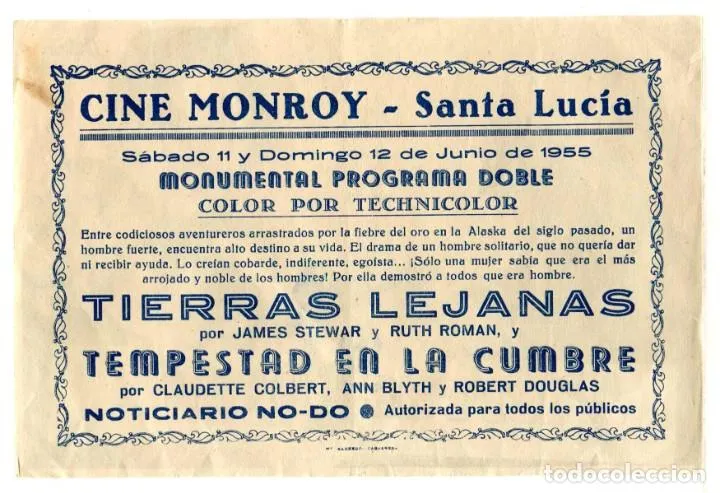 CINE MONROY - Santa Lucía
Sábado 11 y Domingo 12 de Junio de 1955
MONUMENTAL PROGRAMA DOBLE
COLOR POR TECHNICOLOR
Entre codiciosos aventureros arrastrados por la fiebre del oro en la Alaska del siglo pasado, un
hombre fuerte, encuentra alto destino a su vida. El drama de un hombre solitario, que no quería dar
ni recibir ayuda. Lo creían cobarde, indiferente, egoísta... ¡Sólo una mujer sabía que era el más
arrojado y noble de los hombres! Por ella demostró a todos que era hombre.
TIERRAS LEJANAS
por JAMES STEWAR y RUTH ROMAN, y
TEMPESTAD EN LA CUMBRE
por CLAUDETTE COLBERT, ANN BLYTH y ROBERT DOUGLAS
NOTICIARIO NO-DO Autorizada para todos los públicos
todocoleccion